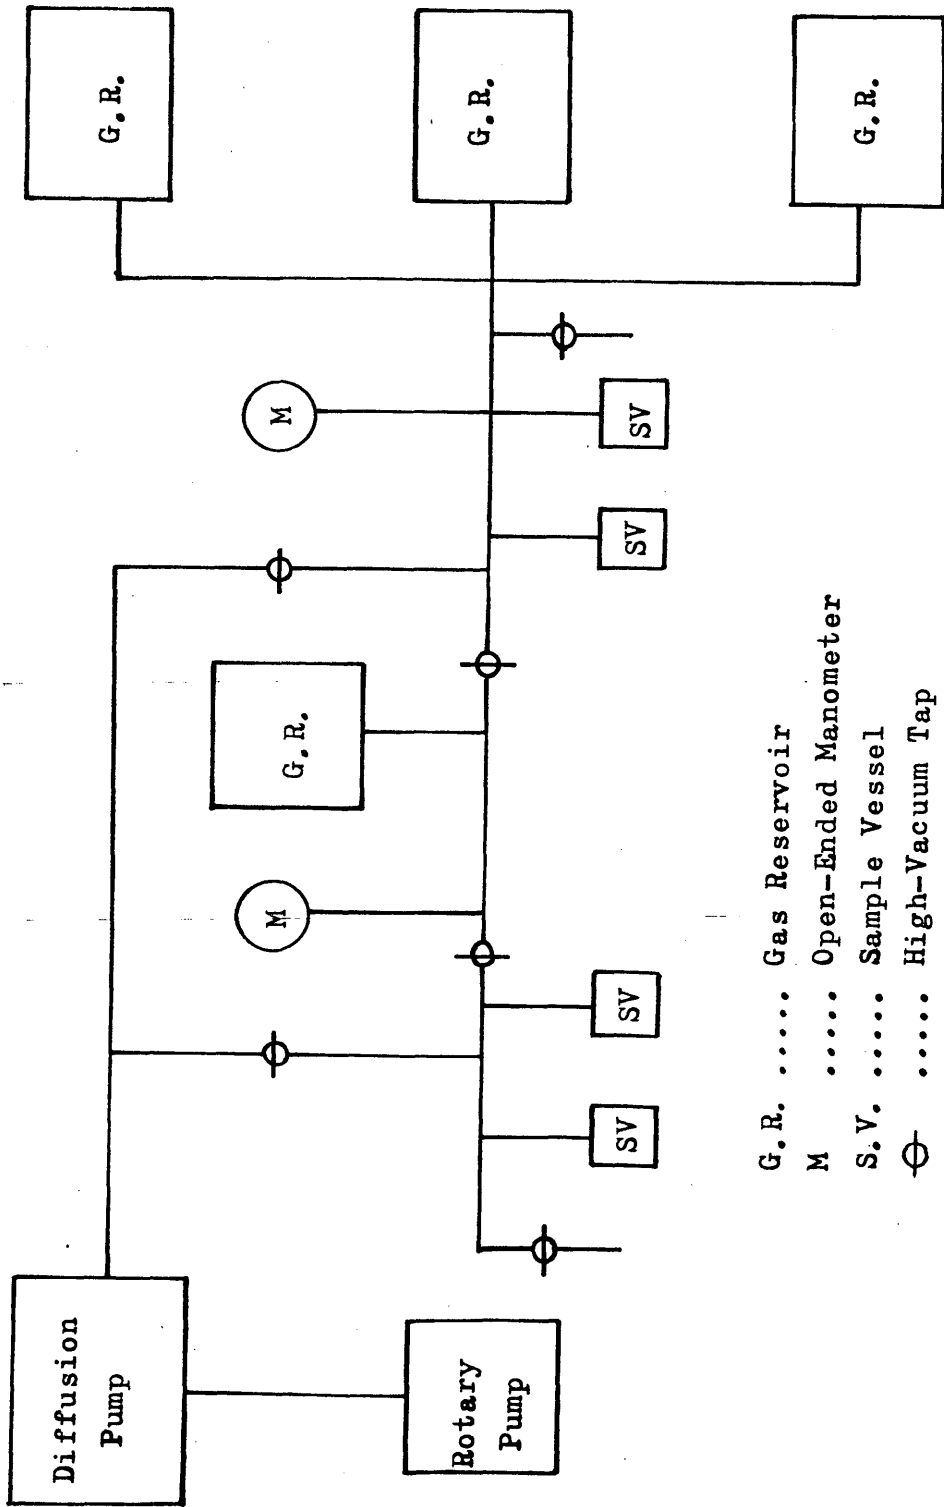 Diffusion
Pump
Rotary
Pump
M
G.R.
M
G.R.
G.R.
G.R.
SV
SV
SV
SV
G.R. ..... Gas Reservoir
M ..... Open-Ended Manometer
S.V. ..... Sample Vessel
..... High-Vacuum Tap